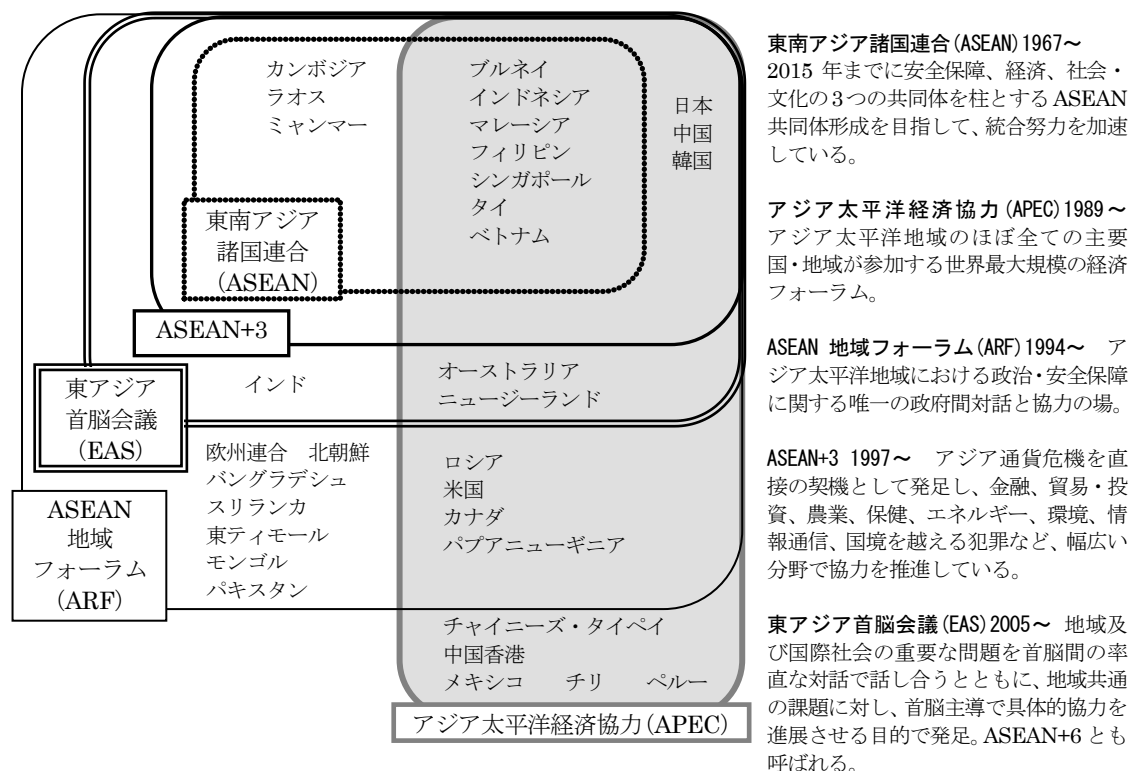 カンボジア
ラオス
ミャンマー
ブルネイ
インドネシア
マレーシア
フィリピン
シンガポール
タイ
ベトナム
日本
中国
韓国
東南アジア
諸国連合
(ASEAN)
ASEAN+3
東アジア
首脳会議
(EAS)
インド
オーストラリア
ニュージーランド
ASEAN
地域
フォーラム
(ARF)
欧州連合 北朝鮮
バングラデシュ
スリランカ
東ティモール
モンゴル
パキスタン
ロシア
米国
カナダ
パプアニューギニア
チャイニーズ・タイペイ
中国香港
メキシコ チリ ペルー
アジア太平洋経済協力(APEC)
東南アジア諸国連合(ASEAN)1967～
2015 年までに安全保障、経済、社会・
文化の3つの共同体を柱とする ASEAN
共同体形成を目指して、統合努力を加速
している。
アジア太平洋経済協力(APEC)1989～
アジア太平洋地域のほぼ全ての主要
国・地域が参加する世界最大規模の経済
フォーラム。
ASEAN 地域フォーラム(ARF)1994～ ア
ジア太平洋地域における政治・安全保障
に関する唯一の政府間対話と協力の場。
ASEAN+3 1997～ アジア通貨危機を直
接の契機として発足し、金融、貿易・投
資、農業、保健、エネルギー、環境、情
報通信、国境を越える犯罪など、幅広い
分野で協力を推進している。
東アジア首脳会議(EAS)2005～ 地域及
び国際社会の重要な問題を首脳間の率
直な対話で話し合うとともに、地域共通
の課題に対し、首脳主導で具体的協力を
進展させる目的で発足。ASEAN+6 とも
呼ばれる。